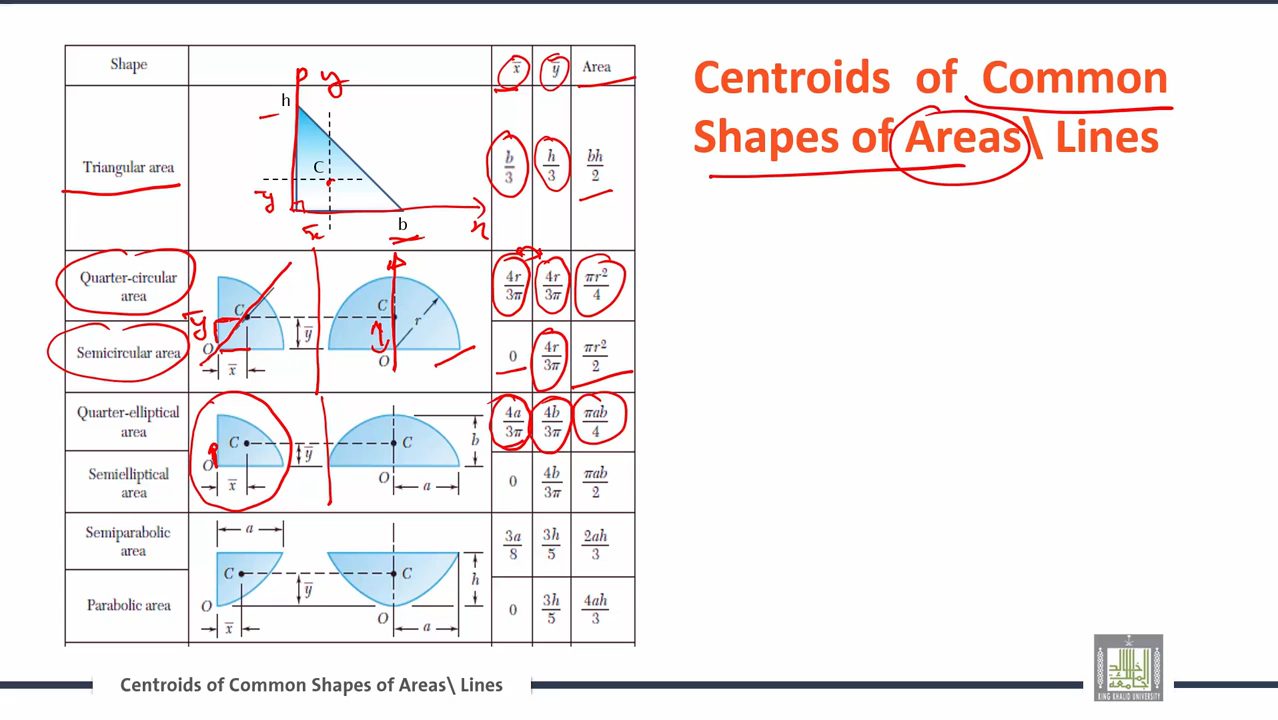 Centroids of Common
Shapes of Areas\ Lines
Shape
x̄
ȳ
Area
Triangular area
y
h
C
ȳ
x̄
b
x
b/3
h/3
bh/2
Quarter-circular
area
C
ȳ
O
x̄
ȳ
C
r
O
4r/3π
4r/3π
πr²/4
Semicircular area
0
4r/3π
πr²/2
Quarter-elliptical
area
C
O
x̄
ȳ
C
b
O
a
4a/3π
4b/3π
πab/4
Semielliptical
area
0
4b/3π
πab/2
Semiparabolic
area
a
C
O
x̄
ȳ
C
h
O
a
3a/8
3h/5
2ah/3
Parabolic area
0
3h/5
4ah/3
Centroids of Common Shapes of Areas\ Lines
KING KHALID UNIVERSITY